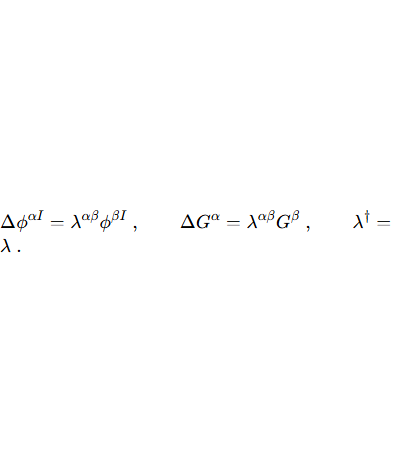 Δϕ^{αI} = λ^{αβ}ϕ^{βI} ,  ΔG^{α} = λ^{αβ}G^{β} ,  λ^{†} =
λ .